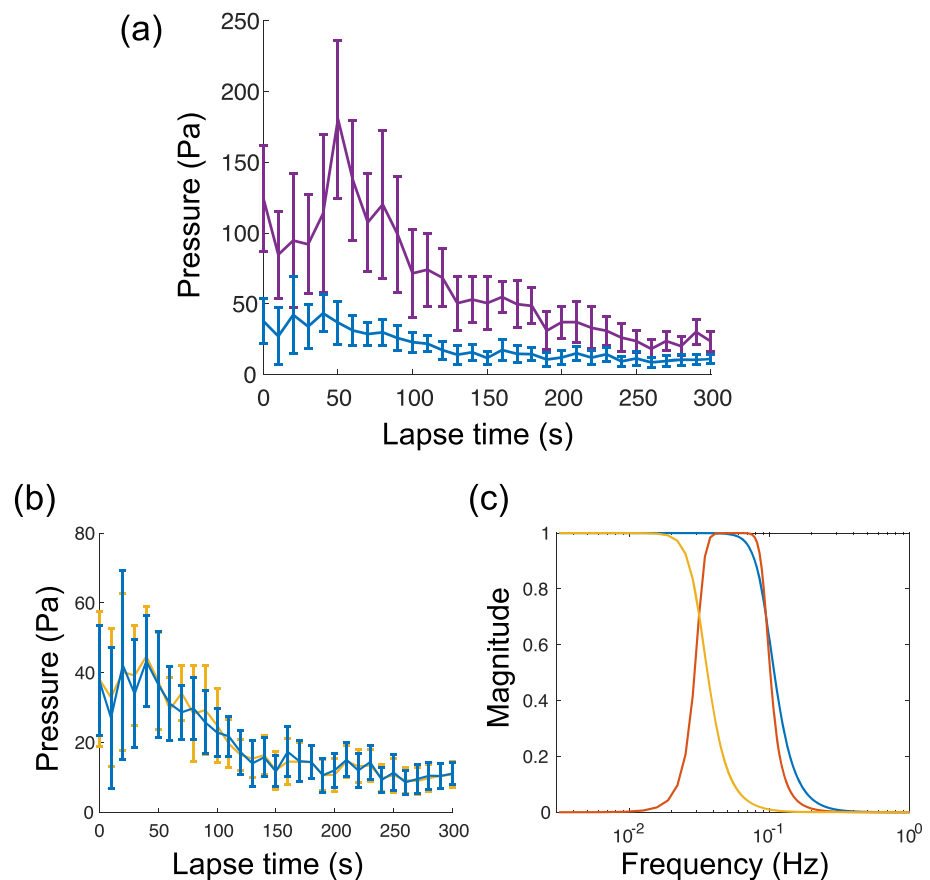 (a)
250
200
150
100
50
0
Pressure (Pa)
0 50 100 150 200 250 300
Lapse time (s)
(b)
80
60
40
20
0
Pressure (Pa)
0 50 100 150 200 250 300
Lapse time (s)
(c)
1
0.8
0.6
0.4
0.2
0
Magnitude
10⁻² 10⁻¹ 10⁰
Frequency (Hz)